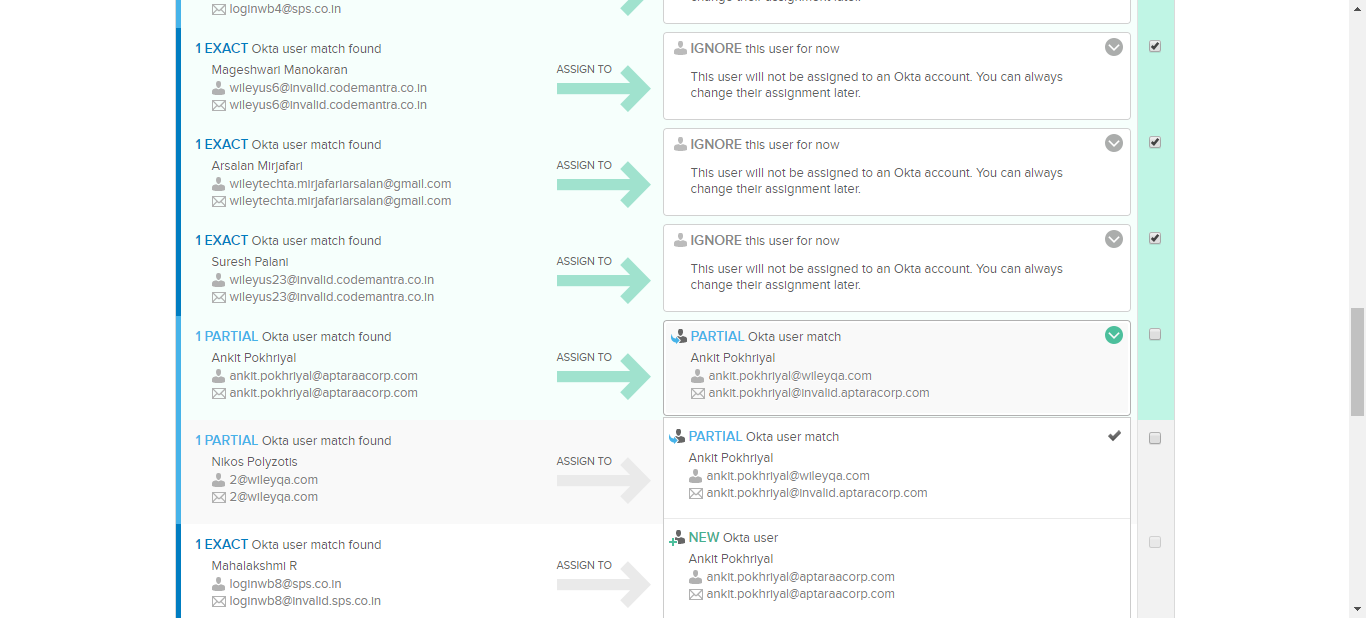 loginwb4@sps.co.in
change their assignment later.
1 EXACT Okta user match found
Mageshwari Manokaran
wileyus6@invalid.codemantra.co.in
wileyus6@invalid.codemantra.co.in
ASSIGN TO
IGNORE this user for now
This user will not be assigned to an Okta account. You can always
change their assignment later.
1 EXACT Okta user match found
Arsalan Mirjafari
wileytechta.mirjafariarsalan@gmail.com
wileytechta.mirjafariarsalan@gmail.com
ASSIGN TO
IGNORE this user for now
This user will not be assigned to an Okta account. You can always
change their assignment later.
1 EXACT Okta user match found
Suresh Palani
wileyus23@invalid.codemantra.co.in
wileyus23@invalid.codemantra.co.in
ASSIGN TO
IGNORE this user for now
This user will not be assigned to an Okta account. You can always
change their assignment later.
1 PARTIAL Okta user match found
Ankit Pokhriyal
ankit.pokhriyal@aptaraacorp.com
ankit.pokhriyal@aptaraacorp.com
ASSIGN TO
PARTIAL Okta user match
Ankit Pokhriyal
ankit.pokhriyal@wileyqa.com
ankit.pokhriyal@invalid.aptaracorp.com
1 PARTIAL Okta user match found
Nikos Polyzotis
2@wileyqa.com
2@wileyqa.com
ASSIGN TO
PARTIAL Okta user match
Ankit Pokhriyal
ankit.pokhriyal@wileyqa.com
ankit.pokhriyal@invalid.aptaracorp.com
1 EXACT Okta user match found
Mahalakshmi R
loginwb8@sps.co.in
loginwb8@invalid.sps.co.in
ASSIGN TO
NEW Okta user
Ankit Pokhriyal
ankit.pokhriyal@aptaraacorp.com
ankit.pokhriyal@aptaraacorp.com